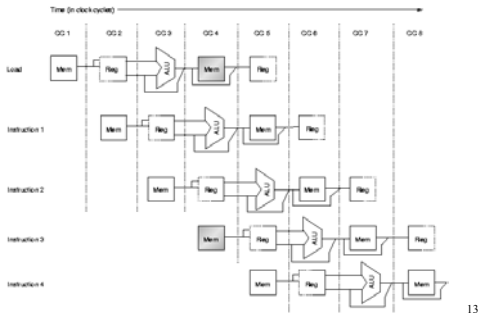 Time (in clock cycles)
CC 1 CC 2 CC 3 CC 4 CC 5 CC 6 CC 7 CC 8
Load Mem Reg ALU Mem Reg
Instruction 1 Mem Reg ALU Mem Reg
Instruction 2 Mem Reg ALU Mem Reg
Instruction 3 Mem Reg ALU Mem Reg
Instruction 4 Mem Reg ALU Mem
13